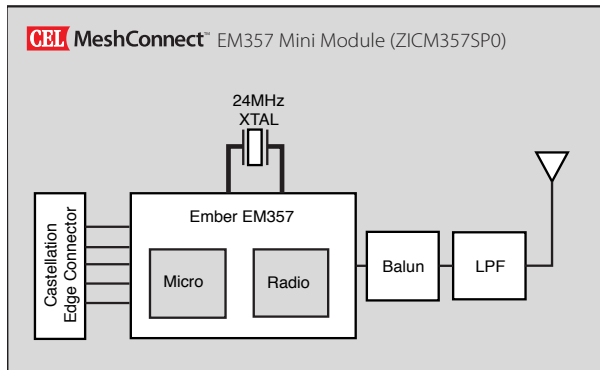 CEL MeshConnect™ EM357 Mini Module (ZICM357SP0)
24MHz
XTAL
Castellation
Edge Connector
Ember EM357
Micro
Radio
Balun
LPF